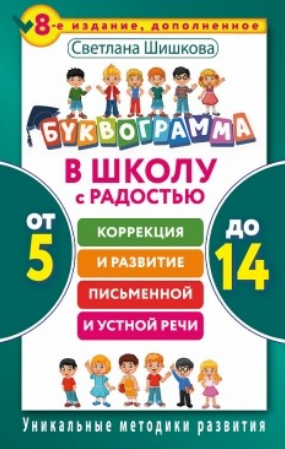 8-е издание, дополненное
Светлана Шишкова
БУКВОГРАММА
В ШКОЛУ
с РАДОСТЬЮ
от 5
до 14
КОРРЕКЦИЯ
И РАЗВИТИЕ
ПИСЬМЕННОЙ
И УСТНОЙ РЕЧИ
Уникальные методики развития